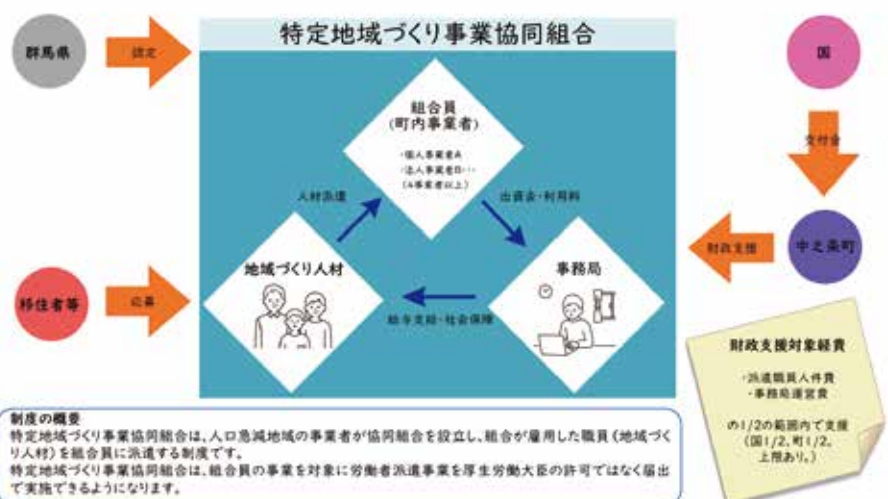 特定地域づくり事業協同組合
群馬県
認定
国
交付金
組合員
(町内事業者)
・個人事業者A
・法人事業者B・・・
(4事業者以上)
人材派遣
出資金・利用料
財政支援
中之条町
移住者等
応募
地域づくり人材
事務局
給与支給・社会保障
財政支援対象経費
・派遣職員人件費
・事務局運営費
の1/2の範囲内で支援
(国1/2、町1/2。
上限あり。)
制度の概要
特定地域づくり事業協同組合は、人口急減地域の事業者が協同組合を設立し、組合が雇用した職員(地域づく
り人材)を組合員に派遣する制度です。
特定地域づくり事業協同組合は、組合員の事業を対象に労働者派遣事業を厚生労働大臣の許可ではなく届出
で実施できるようになります。